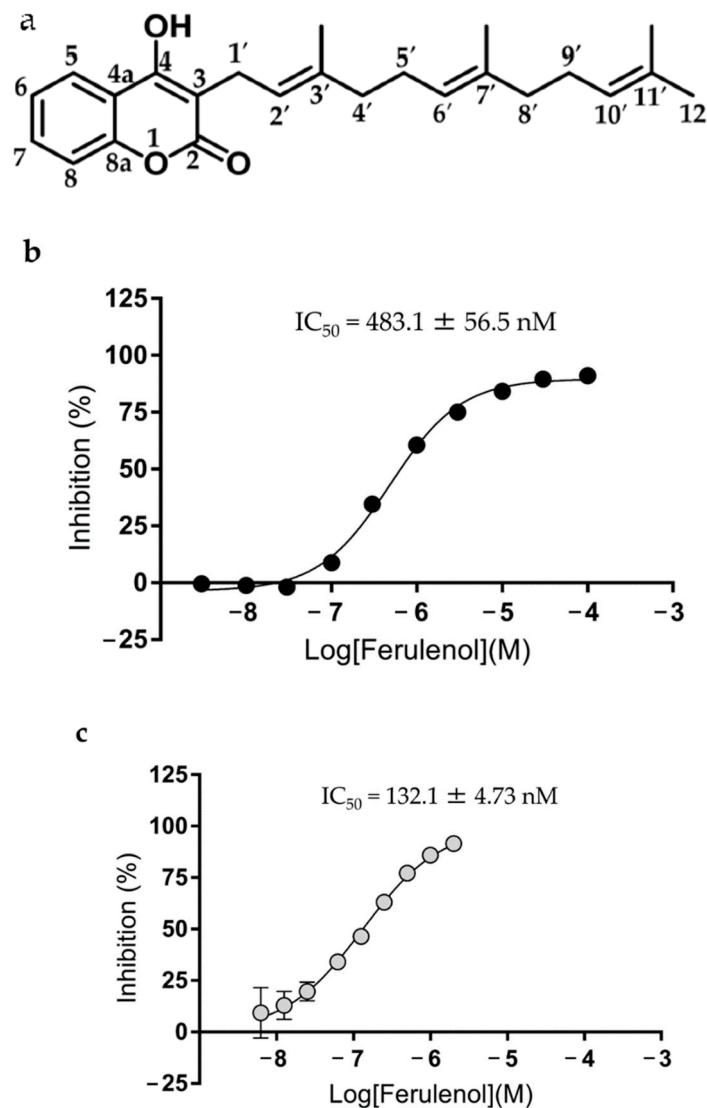 a
OH
1′
5′
9′
5
4
4a
3
6
2′
3′
4′
6′
7′
8′
10′
11′
12
7
1
8a
O
2
O
8
b
IC50 = 483.1 ± 56.5 nM
125
100
75
50
25
0
−25
Inhibition (%)
−8 −7 −6 −5 −4 −3
Log[Ferulenol](M)
c
IC50 = 132.1 ± 4.73 nM
125
100
75
50
25
0
−25
Inhibition (%)
−8 −7 −6 −5 −4 −3
Log[Ferulenol](M)